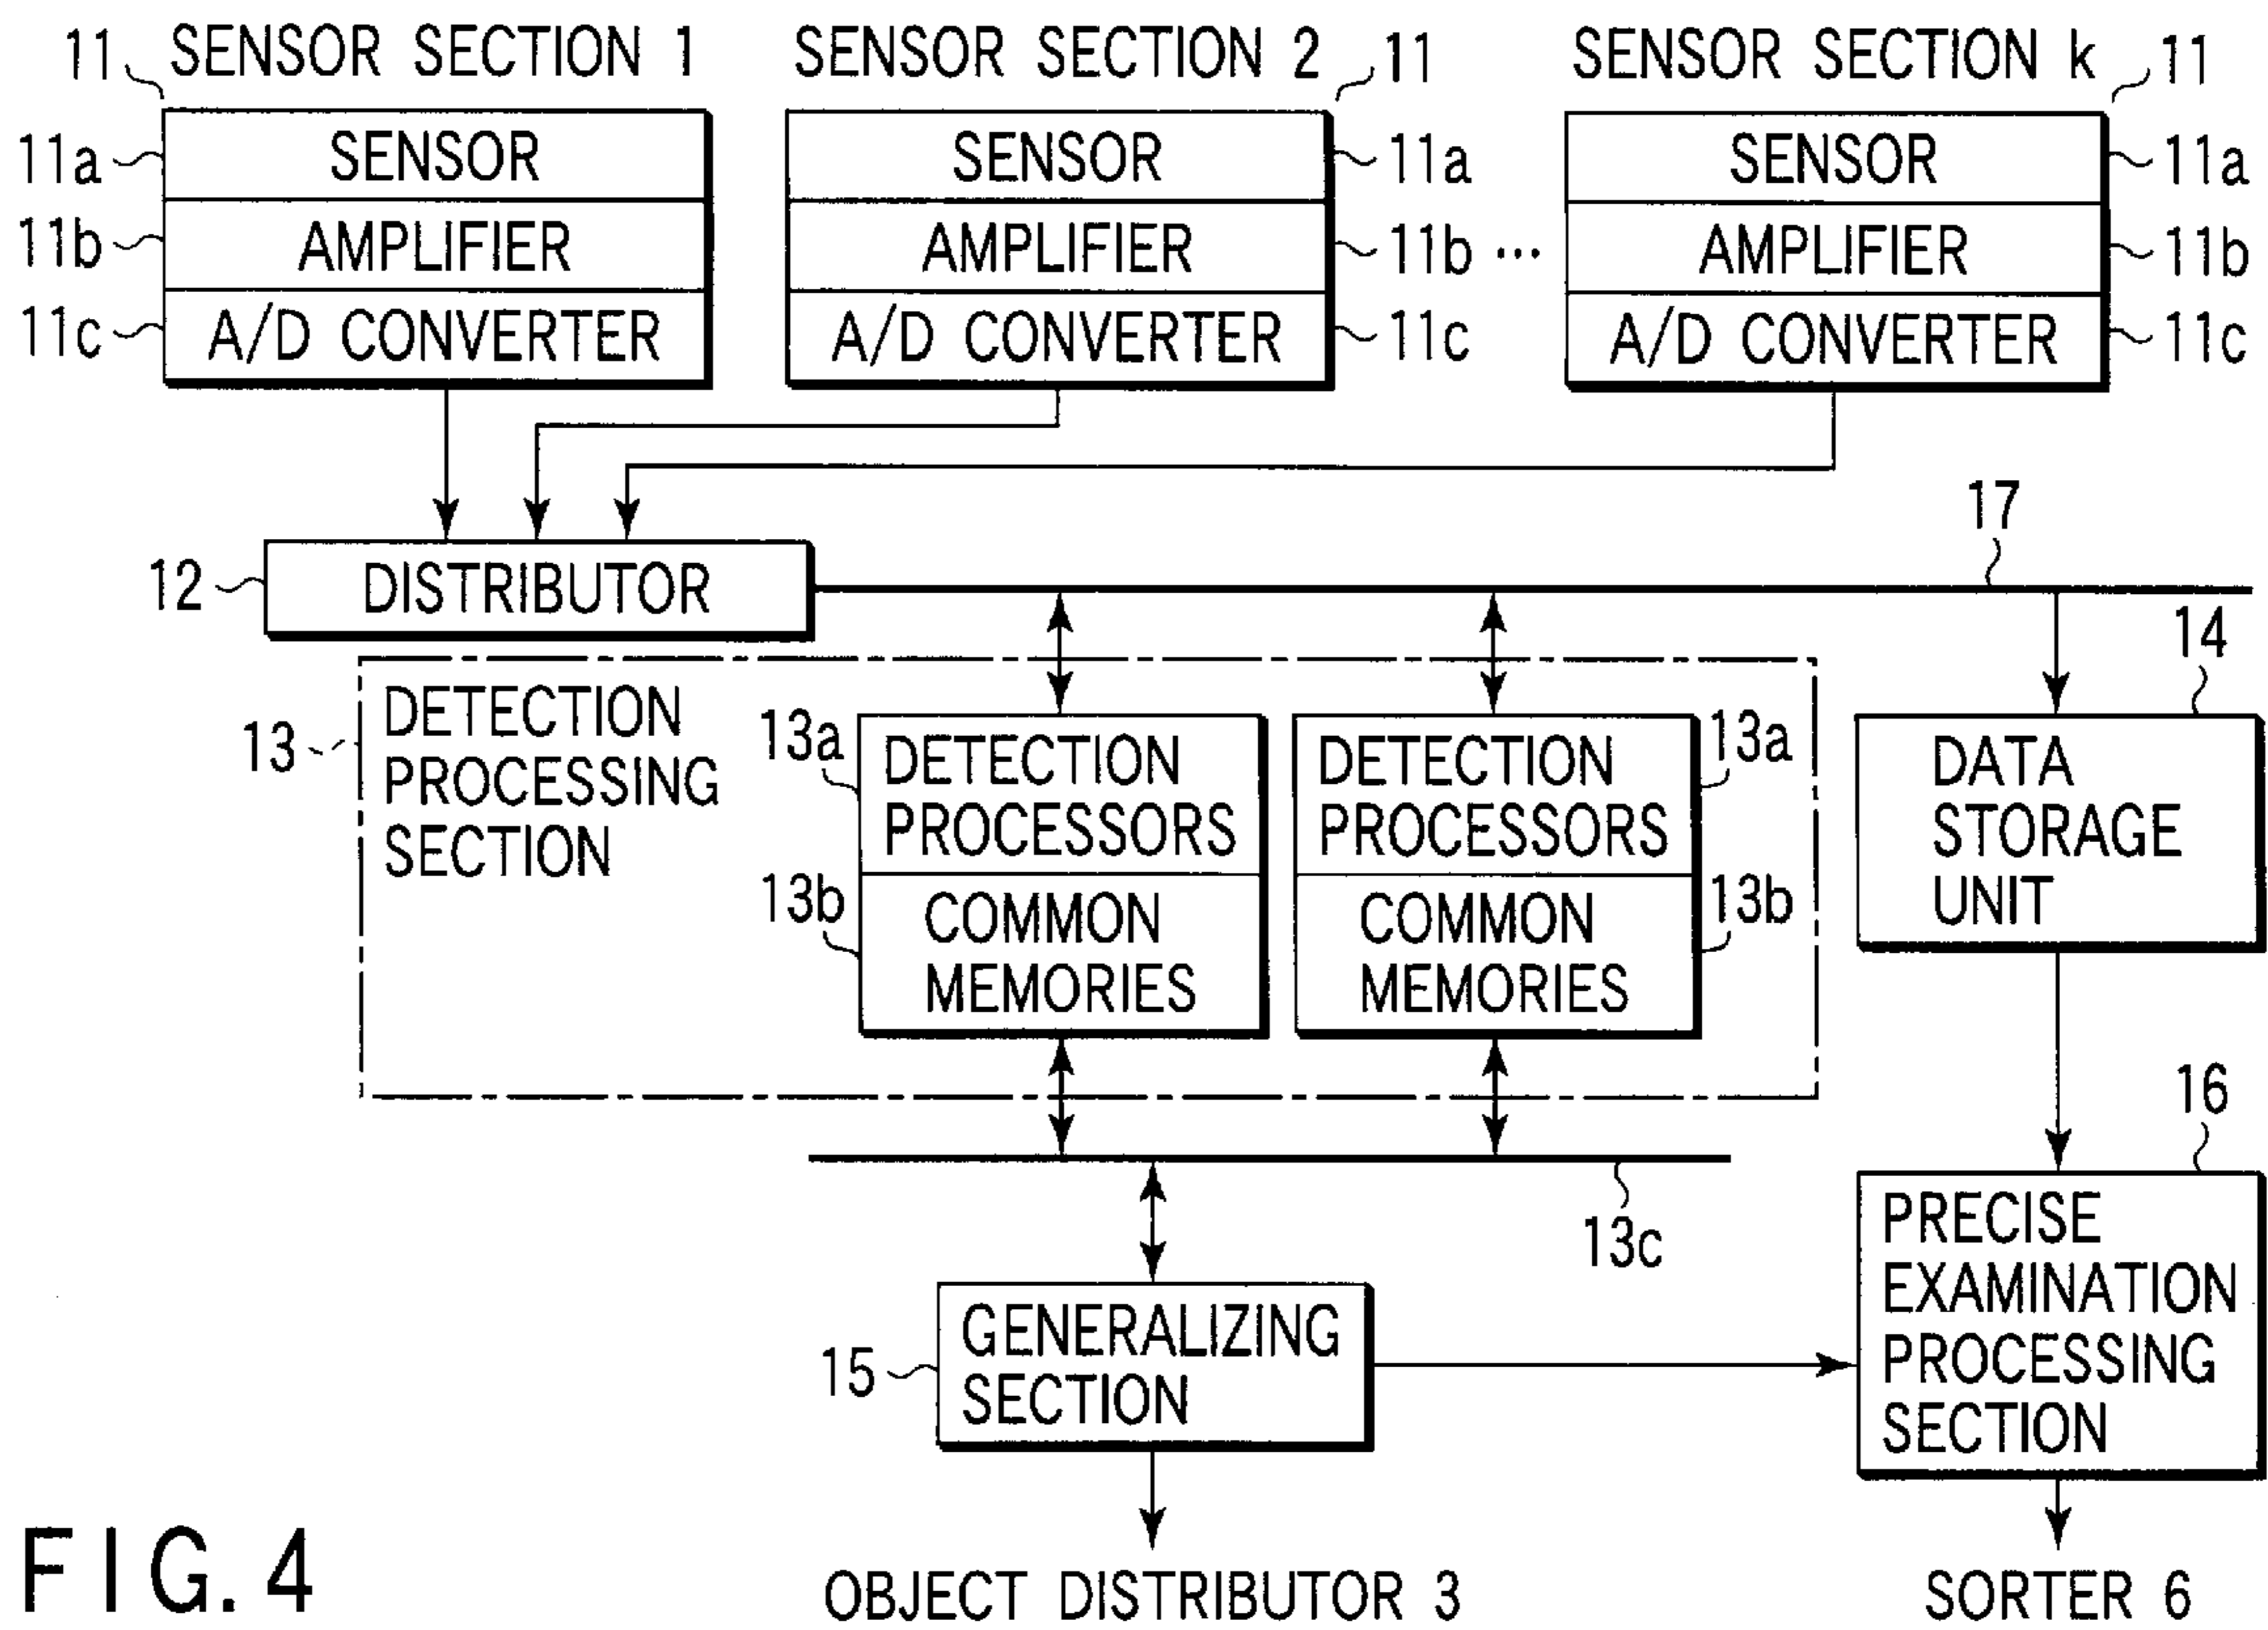 11 SENSOR SECTION 1
SENSOR SECTION 2 11
SENSOR SECTION k 11
11a SENSOR
11b AMPLIFIER
11c A/D CONVERTER
SENSOR 11a
AMPLIFIER 11b ...
A/D CONVERTER 11c
SENSOR 11a
AMPLIFIER 11b
A/D CONVERTER 11c
17
12 DISTRIBUTOR
14
13
DETECTION
PROCESSING
SECTION
13a
DETECTION
PROCESSORS
13b
COMMON
MEMORIES
DETECTION
PROCESSORS
13a
COMMON
MEMORIES
13b
DATA
STORAGE
UNIT
16
13c
15
GENERALIZING
SECTION
PRECISE
EXAMINATION
PROCESSING
SECTION
OBJECT DISTRIBUTOR 3
SORTER 6
FIG. 4